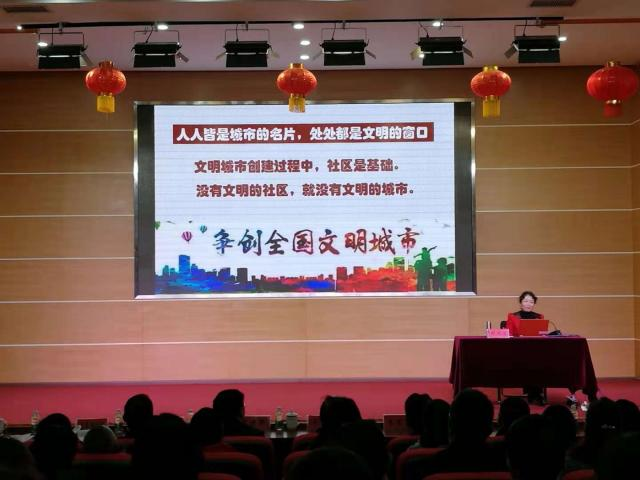 人人皆是城市的名片，处处都是文明的窗口
文明城市创建过程中，社区是基础。
没有文明的社区，就没有文明的城市。
争创全国文明城市